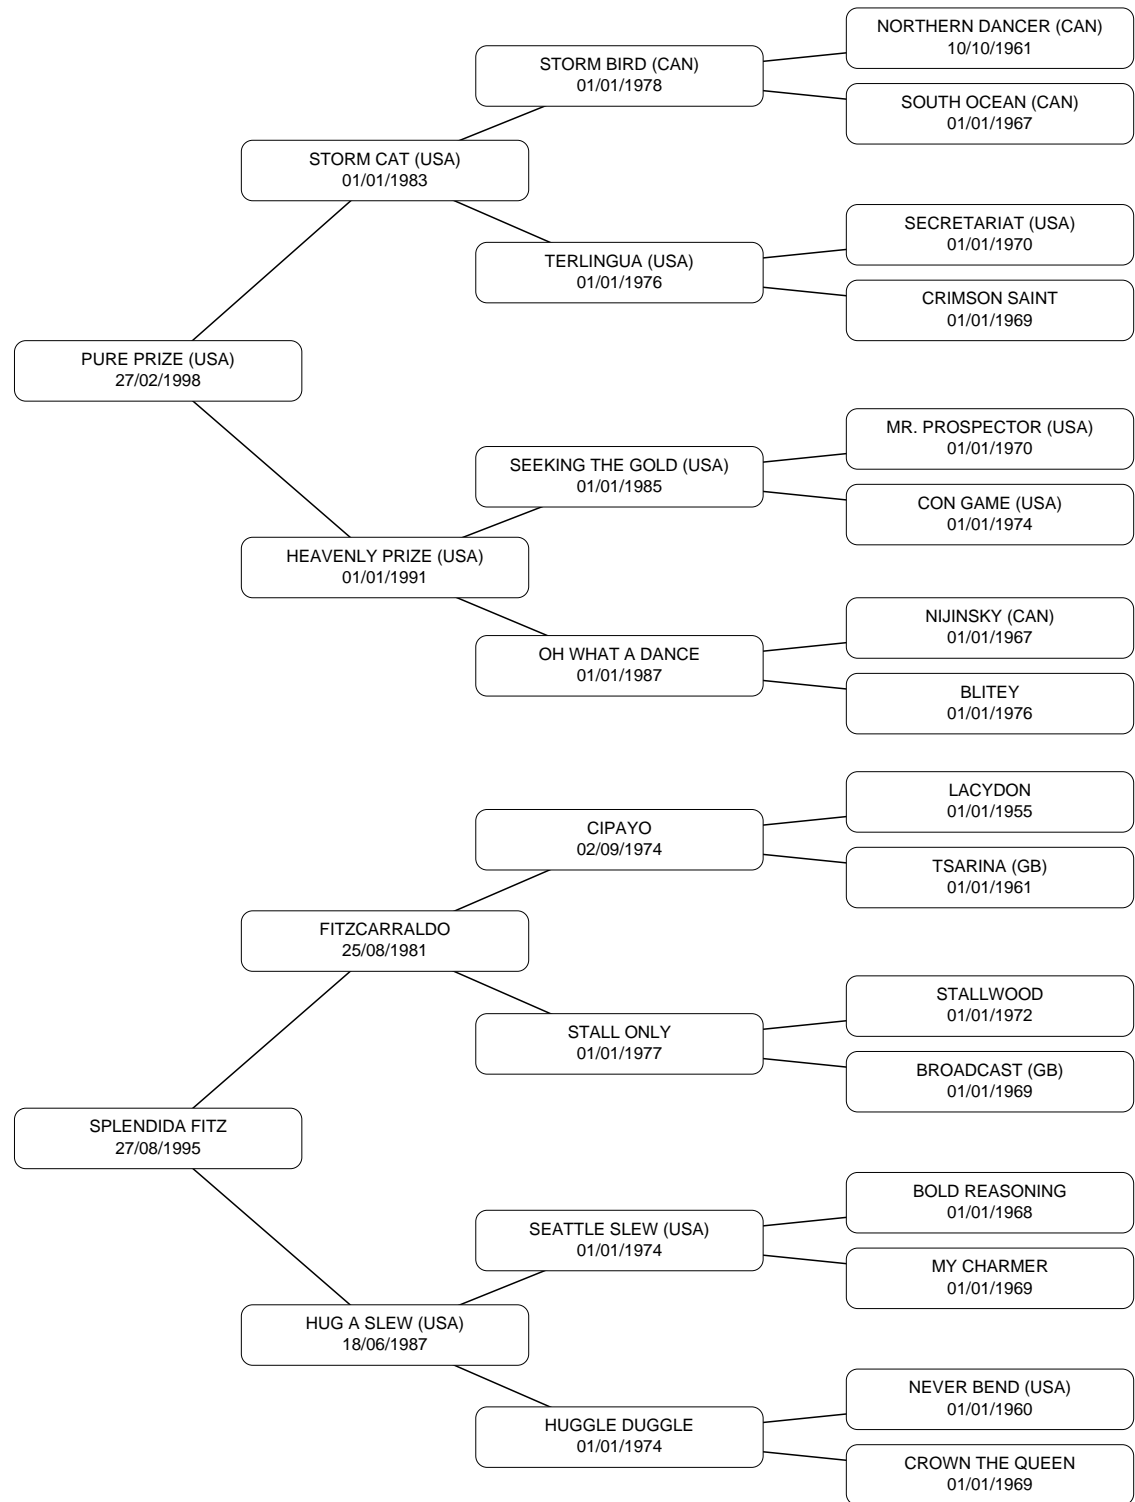 NORTHERN DANCER (CAN)
10/10/1961
STORM BIRD (CAN)
01/01/1978
SOUTH OCEAN (CAN)
01/01/1967
STORM CAT (USA)
01/01/1983
SECRETARIAT (USA)
01/01/1970
TERLINGUA (USA)
01/01/1976
CRIMSON SAINT
01/01/1969
PURE PRIZE (USA)
27/02/1998
MR. PROSPECTOR (USA)
01/01/1970
SEEKING THE GOLD (USA)
01/01/1985
CON GAME (USA)
01/01/1974
HEAVENLY PRIZE (USA)
01/01/1991
NIJINSKY (CAN)
01/01/1967
OH WHAT A DANCE
01/01/1987
BLITEY
01/01/1976
LACYDON
01/01/1955
CIPAYO
02/09/1974
TSARINA (GB)
01/01/1961
FITZCARRALDO
25/08/1981
STALLWOOD
01/01/1972
STALL ONLY
01/01/1977
BROADCAST (GB)
01/01/1969
SPLENDIDA FITZ
27/08/1995
BOLD REASONING
01/01/1968
SEATTLE SLEW (USA)
01/01/1974
MY CHARMER
01/01/1969
HUG A SLEW (USA)
18/06/1987
NEVER BEND (USA)
01/01/1960
HUGGLE DUGGLE
01/01/1974
CROWN THE QUEEN
01/01/1969